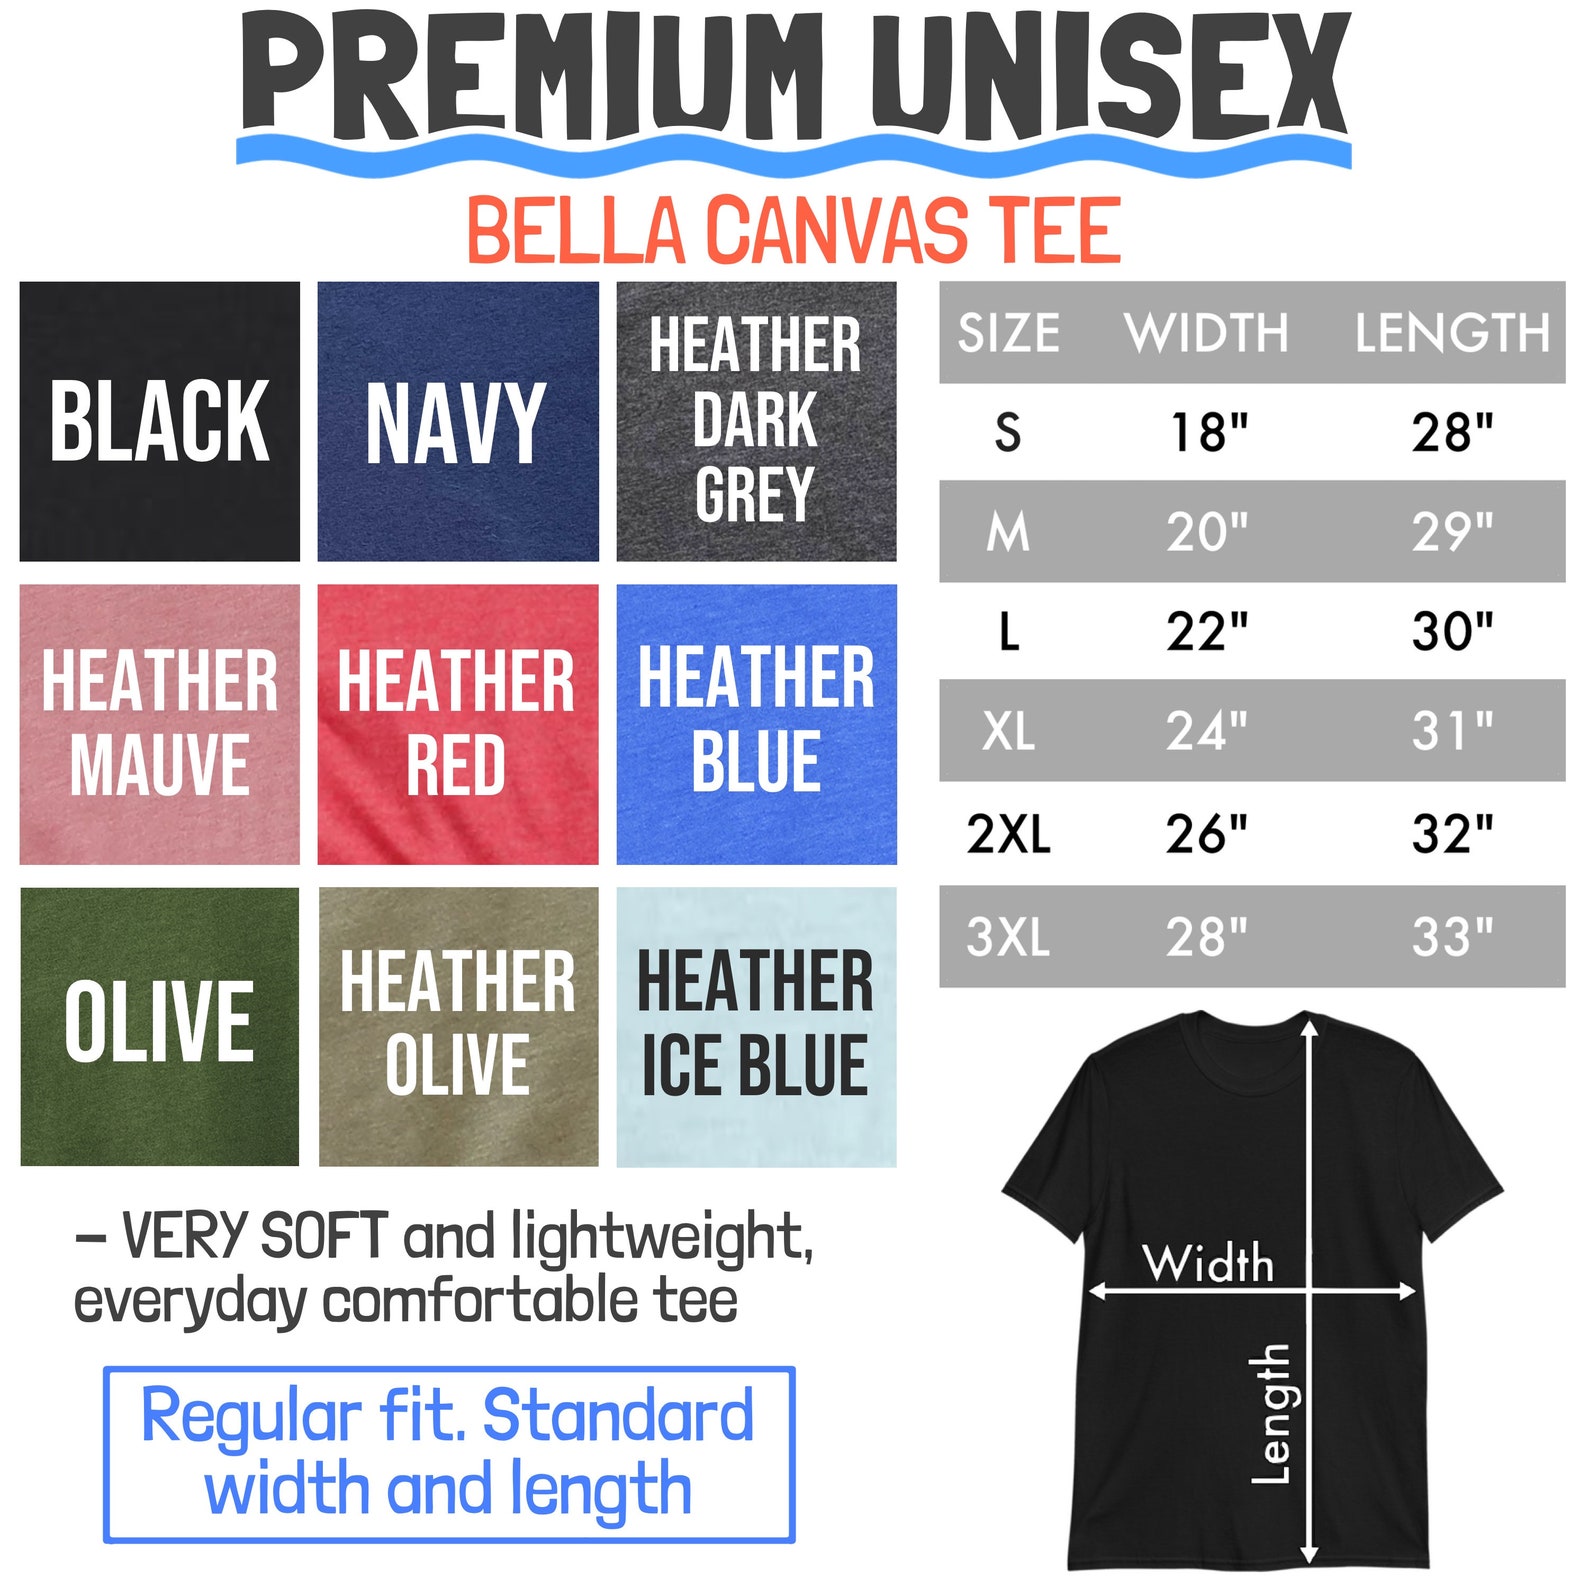 PREMIUM UNISEX
BELLA CANVAS TEE
BLACK
NAVY
HEATHER
DARK
GREY
HEATHER
MAUVE
HEATHER
RED
HEATHER
BLUE
OLIVE
HEATHER
OLIVE
HEATHER
ICE BLUE
SIZE WIDTH LENGTH
S 18" 28"
M 20" 29"
L 22" 30"
XL 24" 31"
2XL 26" 32"
3XL 28" 33"
– VERY SOFT and lightweight,
everyday comfortable tee
Regular fit. Standard
width and length
Width
Length